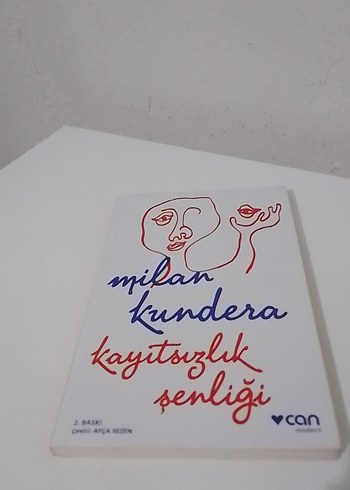 milan
kundera
kayıtsızlık
şenliği
2. BASKI
Çeviri: AYÇA SEZEN
can
modern